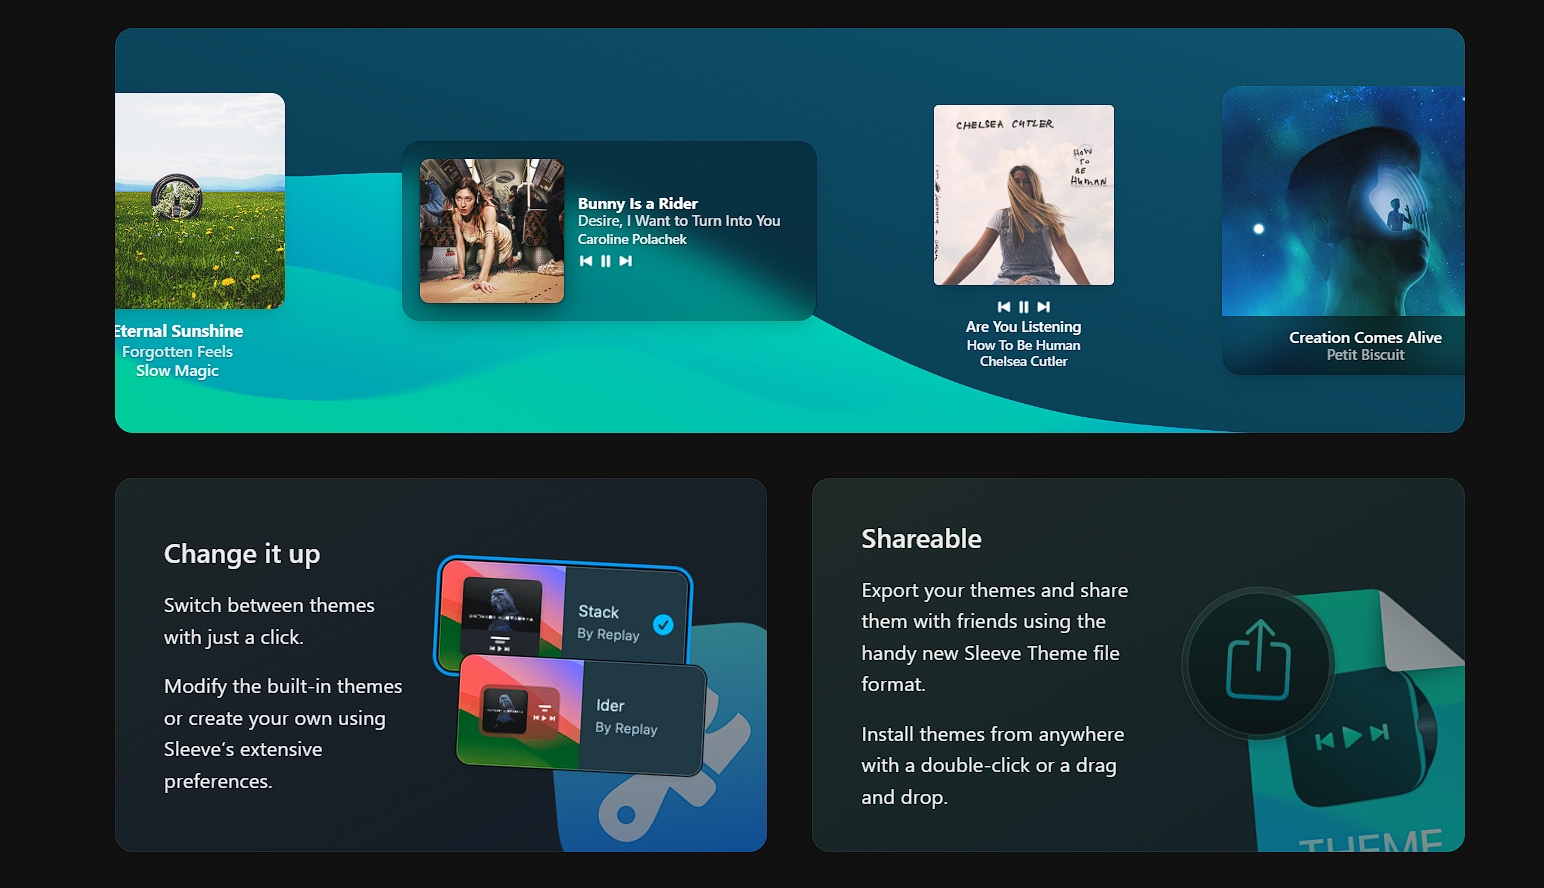 Eternal Sunshine
Forgotten Feels
Slow Magic
Bunny Is a Rider
Desire, I Want to Turn Into You
Caroline Polachek
CHELSEA CUTLER
HOW
TO
BE
HUMAN
Are You Listening
How To Be Human
Chelsea Cutler
Creation Comes Alive
Petit Biscuit
Change it up
Switch between themes
with just a click.
Modify the built-in themes
or create your own using
Sleeve’s extensive
preferences.
Stack
By Replay
Ider
By Replay
Shareable
Export your themes and share
them with friends using the
handy new Sleeve Theme file
format.
Install themes from anywhere
with a double-click or a drag
and drop.
THEME